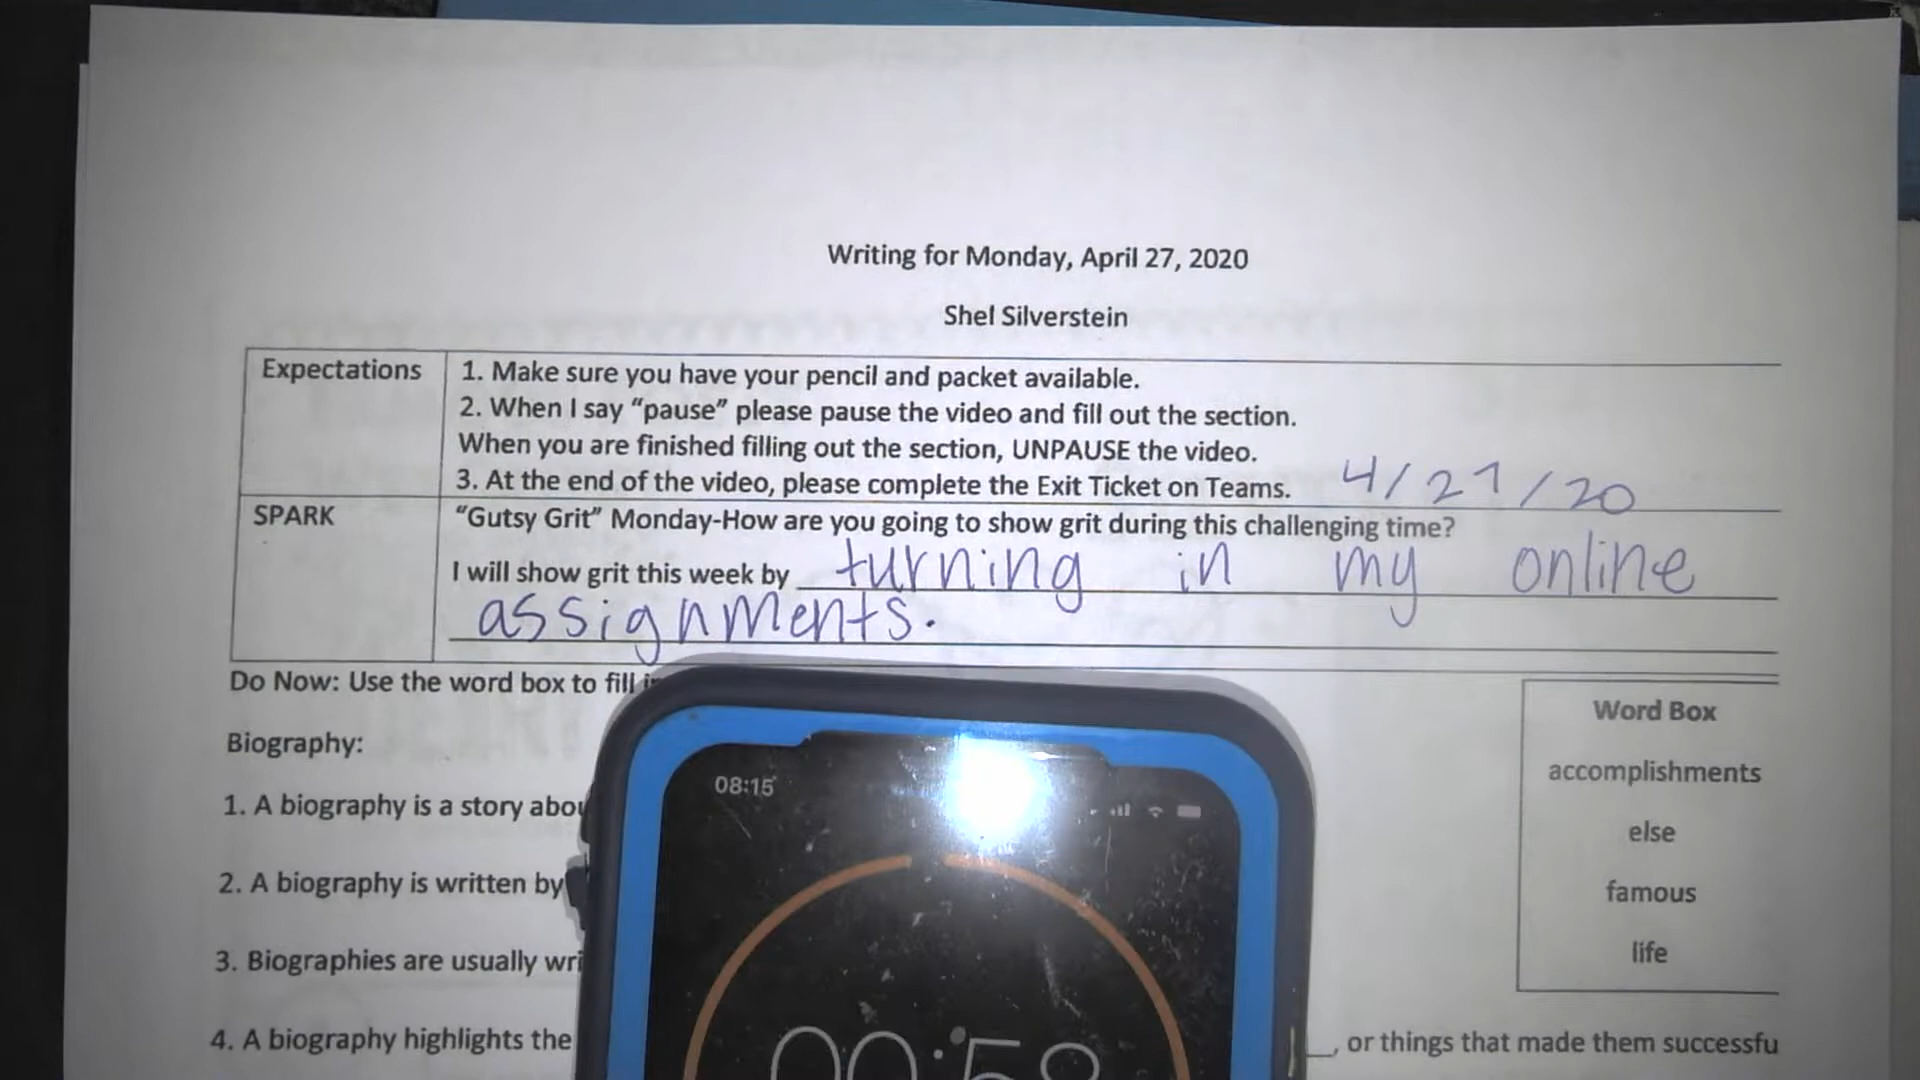 Writing for Monday, April 27, 2020
Shel Silverstein
Expectations
1. Make sure you have your pencil and packet available.
2. When I say “pause” please pause the video and fill out the section.
When you are finished filling out the section, UNPAUSE the video.
3. At the end of the video, please complete the Exit Ticket on Teams. 4/27/20
SPARK
“Gutsy Grit” Monday-How are you going to show grit during this challenging time?
I will show grit this week by turning in my online
assignments.
Do Now: Use the word box to fill
Biography:
1. A biography is a story
2. A biography is written by
3. Biographies are usually
4. A biography highlights the , or things that made them
Word Box
accomplishments
else
famous
life
08:15